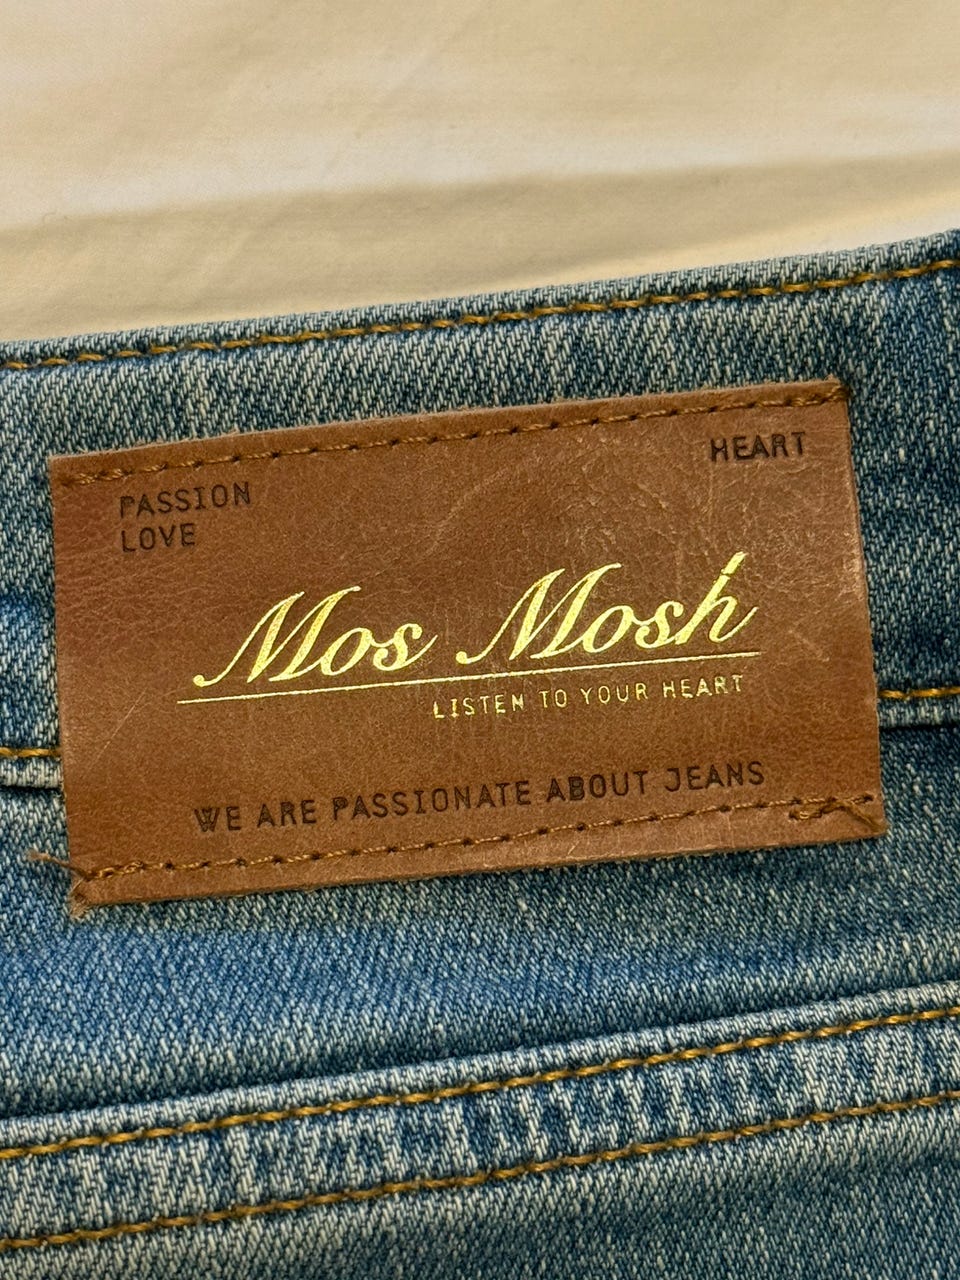 PASSION
LOVE
HEART
Mos Mosh
LISTEN TO YOUR HEART
WE ARE PASSIONATE ABOUT JEANS